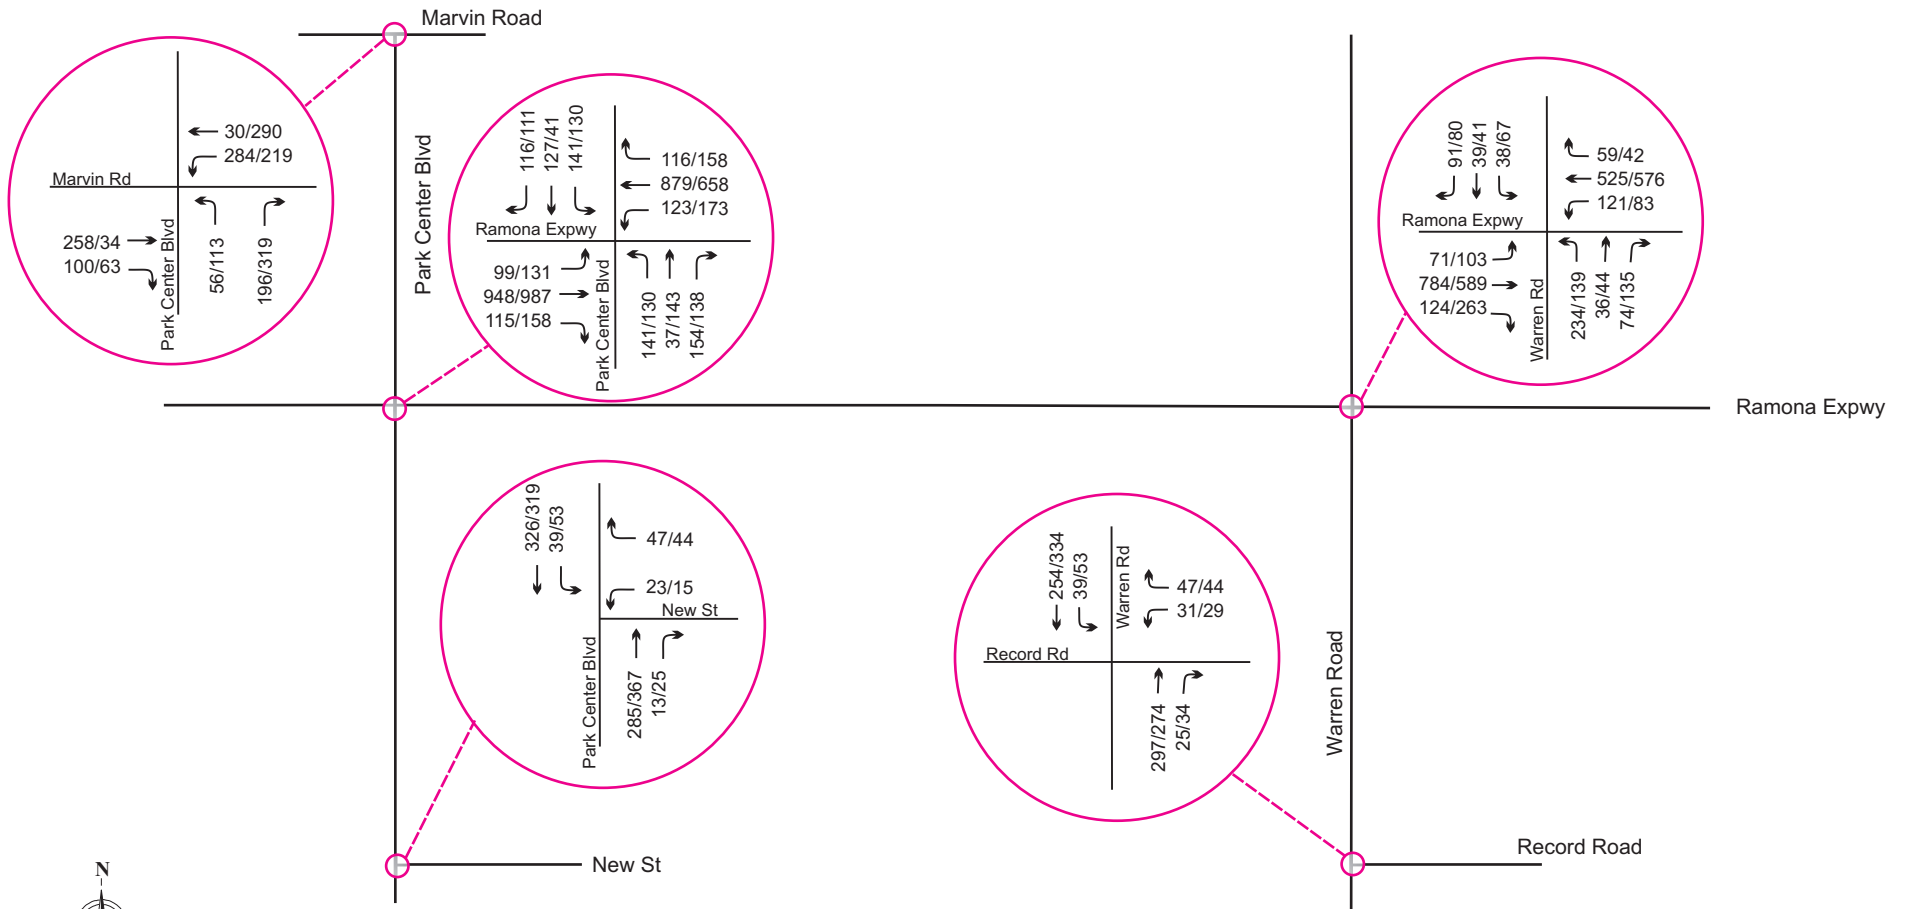 Marvin Road
30/290
284/219
Marvin Rd
258/34
100/63
Park Center Blvd
56/113
196/319
Park Center Blvd
116/111
127/41
141/130
116/158
879/658
123/173
Ramona Expwy
99/131
948/987
115/158
Park Center Blvd
141/130
37/143
154/138
91/80
39/41
38/67
59/42
525/576
121/83
Ramona Expwy
71/103
784/589
124/263
Warren Rd
234/139
36/44
74/135
Ramona Expwy
326/319
39/53
47/44
23/15
New St
Park Center Blvd
285/367
13/25
254/334
39/53
Warren Rd
47/44
31/29
Record Rd
297/274
25/34
Warren Road
New St
Record Road
N